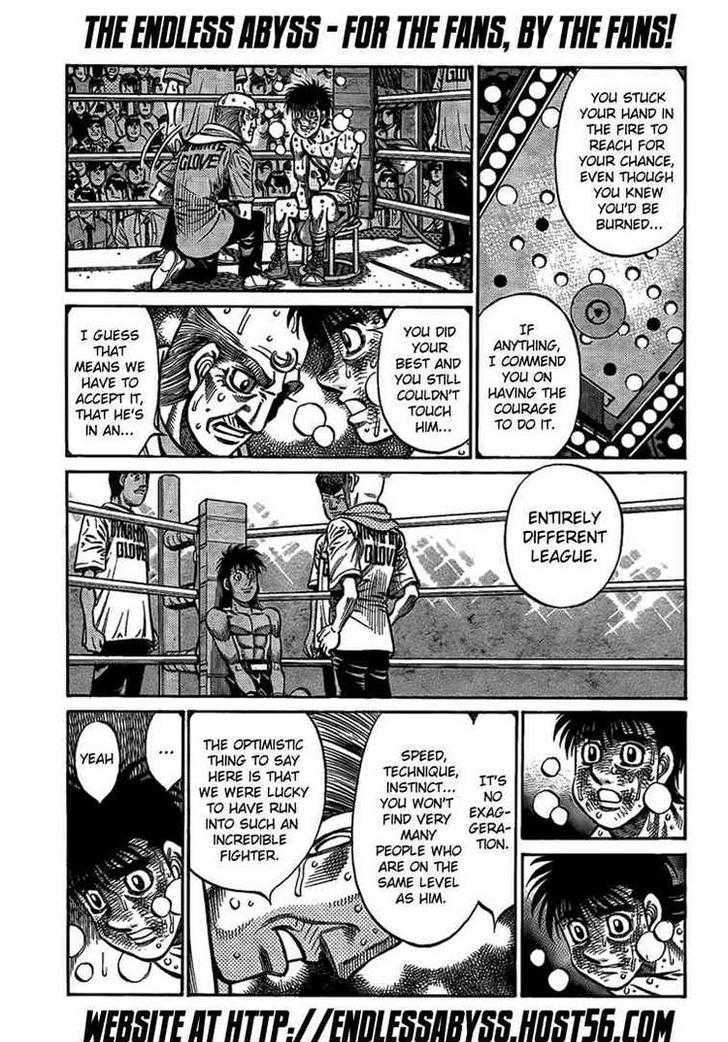 THE ENDLESS ABYSS - FOR THE FANS, BY THE FANS!
YOU STUCK
YOUR HAND
IN THE
FIRE TO
REACH FOR
YOUR CHANCE,
EVEN THOUGH
YOU KNEW
YOU'D BE
BURNED...
IF
ANYTHING,
I COMMEND
YOU ON
HAVING THE
COURAGE
TO DO IT.
GLOVE
YOU DID
YOUR
BEST AND
YOU STILL
COULDN'T
TOUCH
HIM...
I GUESS
THAT
MEANS WE
HAVE TO
ACCEPT IT,
THAT HE'S
IN AN...
ENTIRELY
DIFFERENT
LEAGUE.
GLOVE
GLOVE
IT'S
NO
EXAG-
GERA-
TION.
SPEED,
TECHNIQUE,
INSTINCT...
YOU WON'T
FIND VERY
MANY
PEOPLE WHO
ARE ON THE
SAME LEVEL
AS HIM.
THE OPTIMISTIC
THING TO SAY
HERE IS THAT
WE WERE LUCKY
TO HAVE RUN
INTO SUCH AN
INCREDIBLE
FIGHTER.
...
YEAH
WEBSITE AT HTTP://ENDLESSABYSS.HOST56.COM